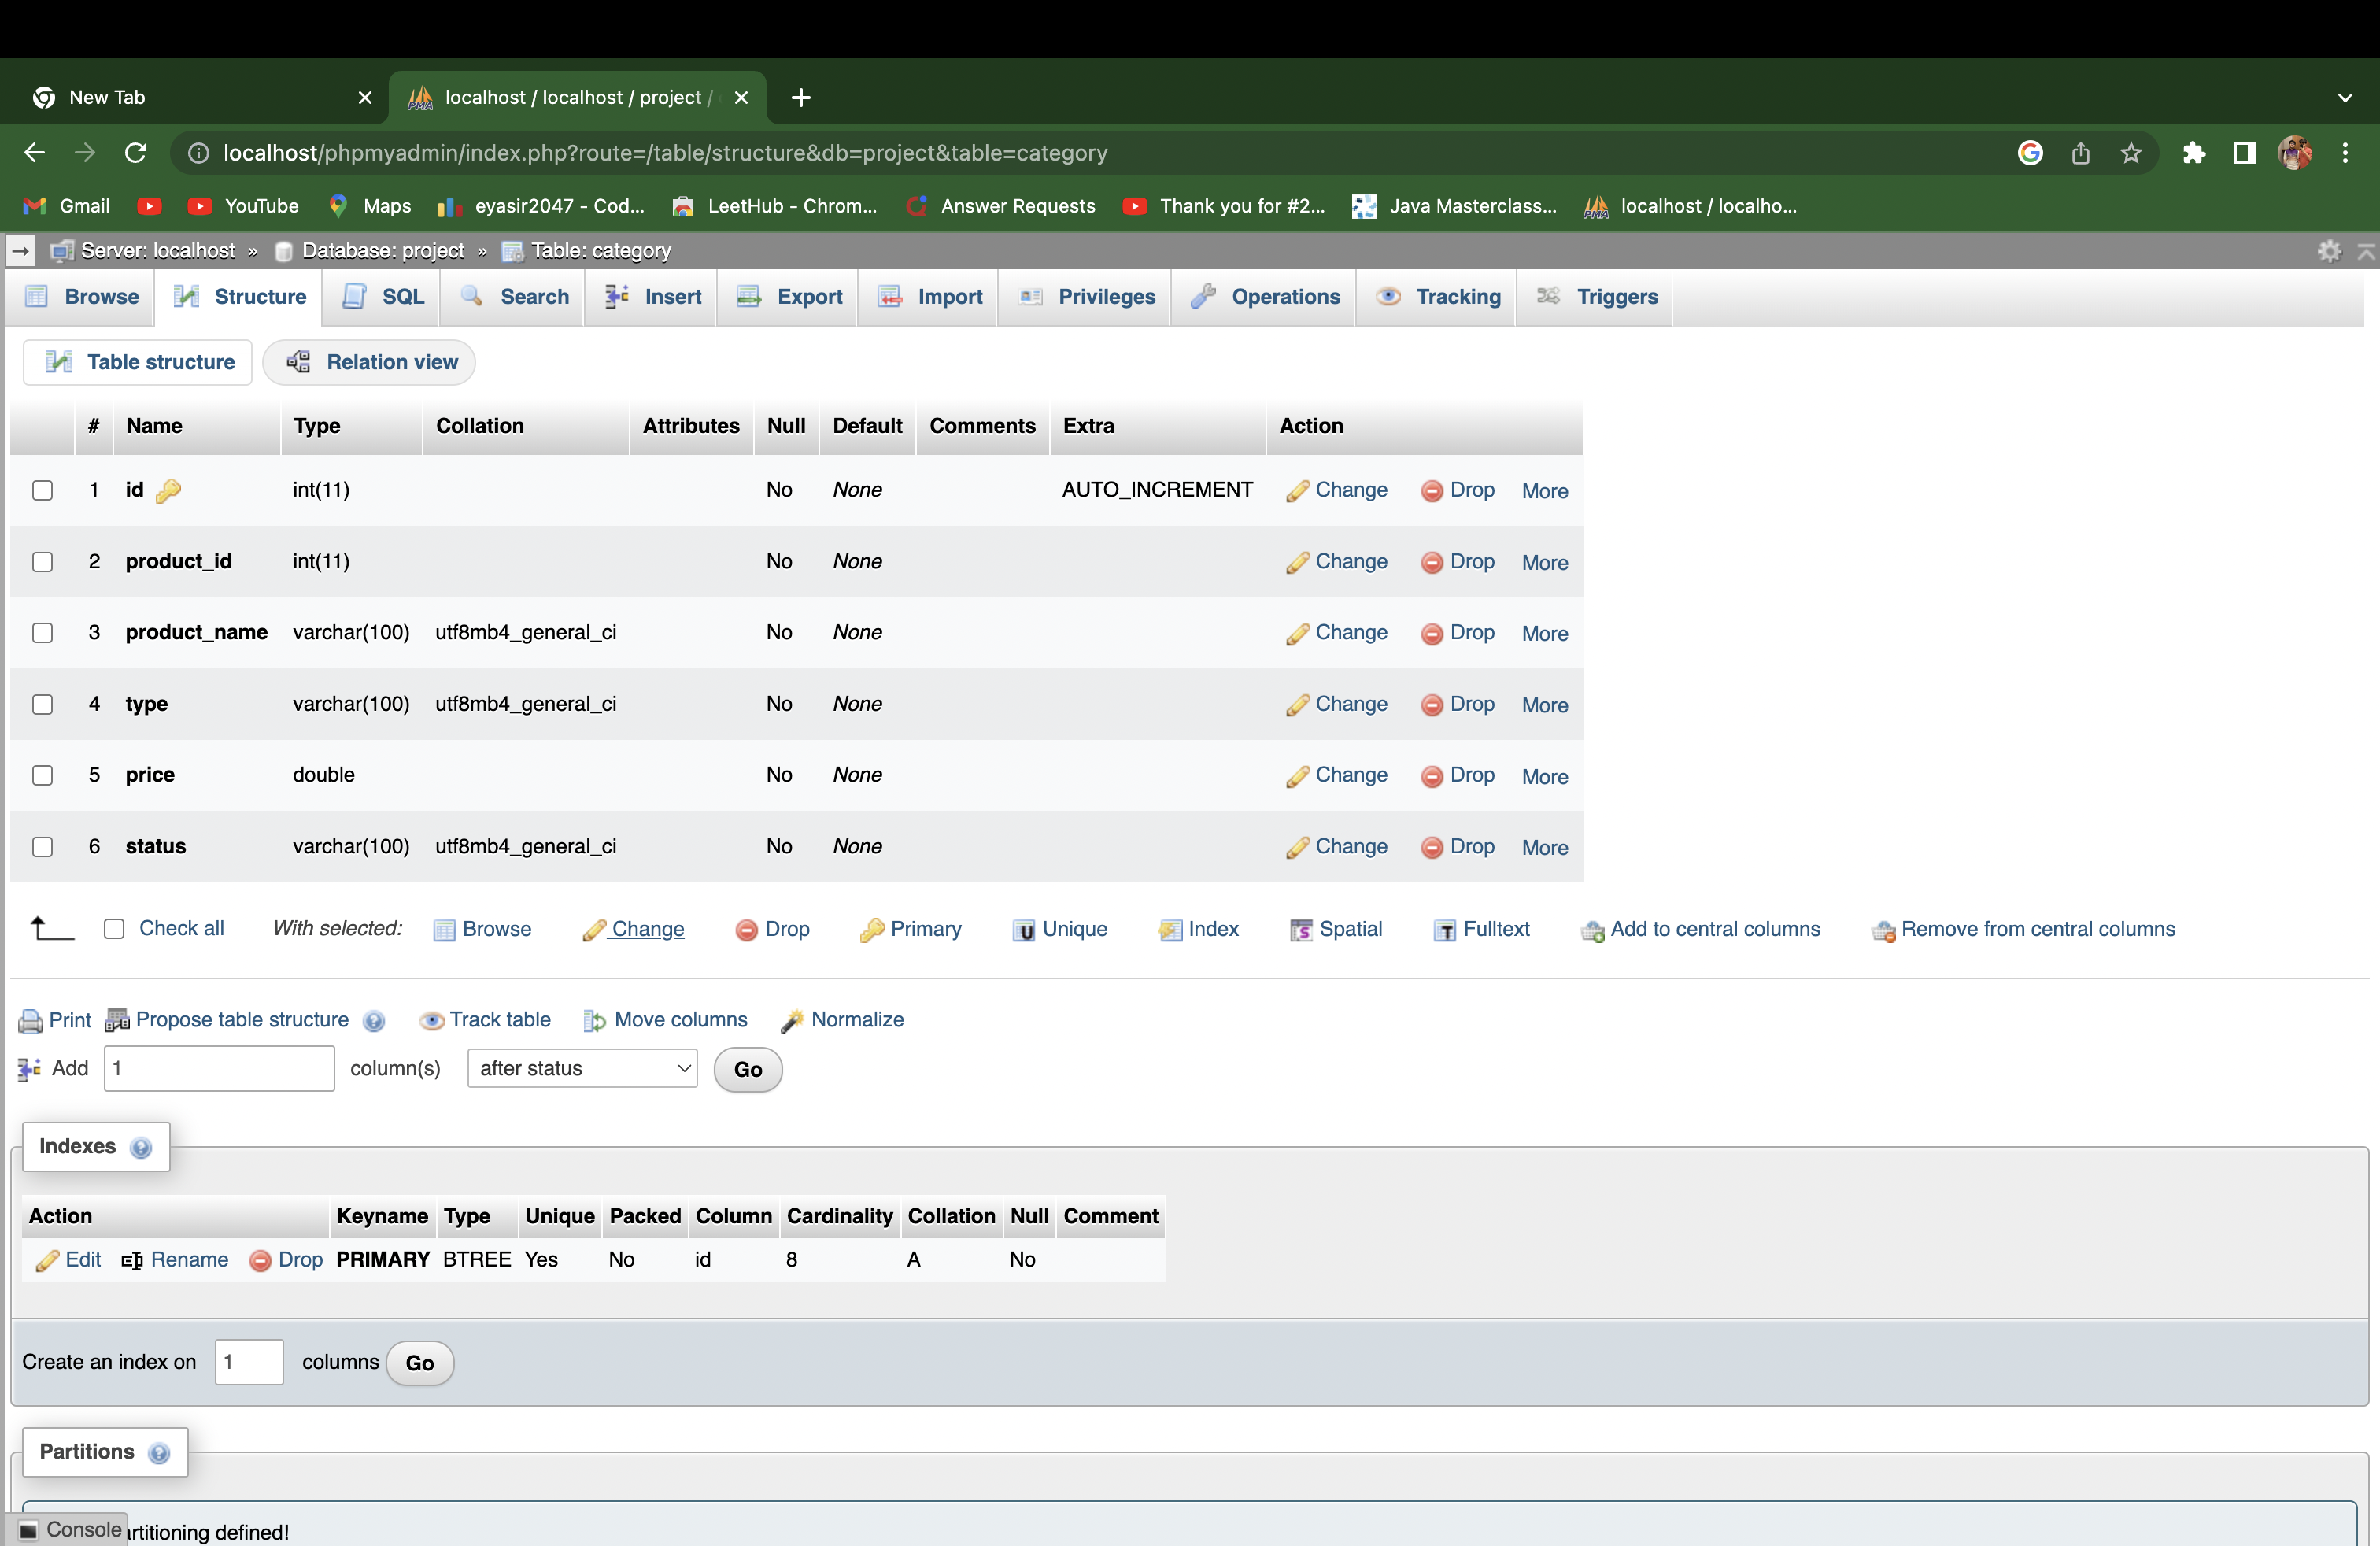 New Tab
localhost / localhost / project /
localhost/phpmyadmin/index.php?route=/table/structure&db=project&table=category
Gmail YouTube Maps eyasir2047 - Cod... LeetHub - Chrom... Answer Requests Thank you for #2... Java Masterclass... localhost / localho...
Server: localhost » Database: project » Table: category
Browse Structure SQL Search Insert Export Import Privileges Operations Tracking Triggers
Table structure Relation view
# Name Type Collation Attributes Null Default Comments Extra Action
1 id int(11) No None AUTO_INCREMENT Change Drop More
2 product_id int(11) No None Change Drop More
3 product_name varchar(100) utf8mb4_general_ci No None Change Drop More
4 type varchar(100) utf8mb4_general_ci No None Change Drop More
5 price double No None Change Drop More
6 status varchar(100) utf8mb4_general_ci No None Change Drop More
Check all With selected: Browse Change Drop Primary Unique Index Spatial Fulltext Add to central columns Remove from central columns
Print Propose table structure Track table Move columns Normalize
Add 1 column(s) after status Go
Indexes
Action Keyname Type Unique Packed Column Cardinality Collation Null Comment
Edit Rename Drop PRIMARY BTREE Yes No id 8 A No
Create an index on 1 columns Go
Partitions
Console artitioning defined!